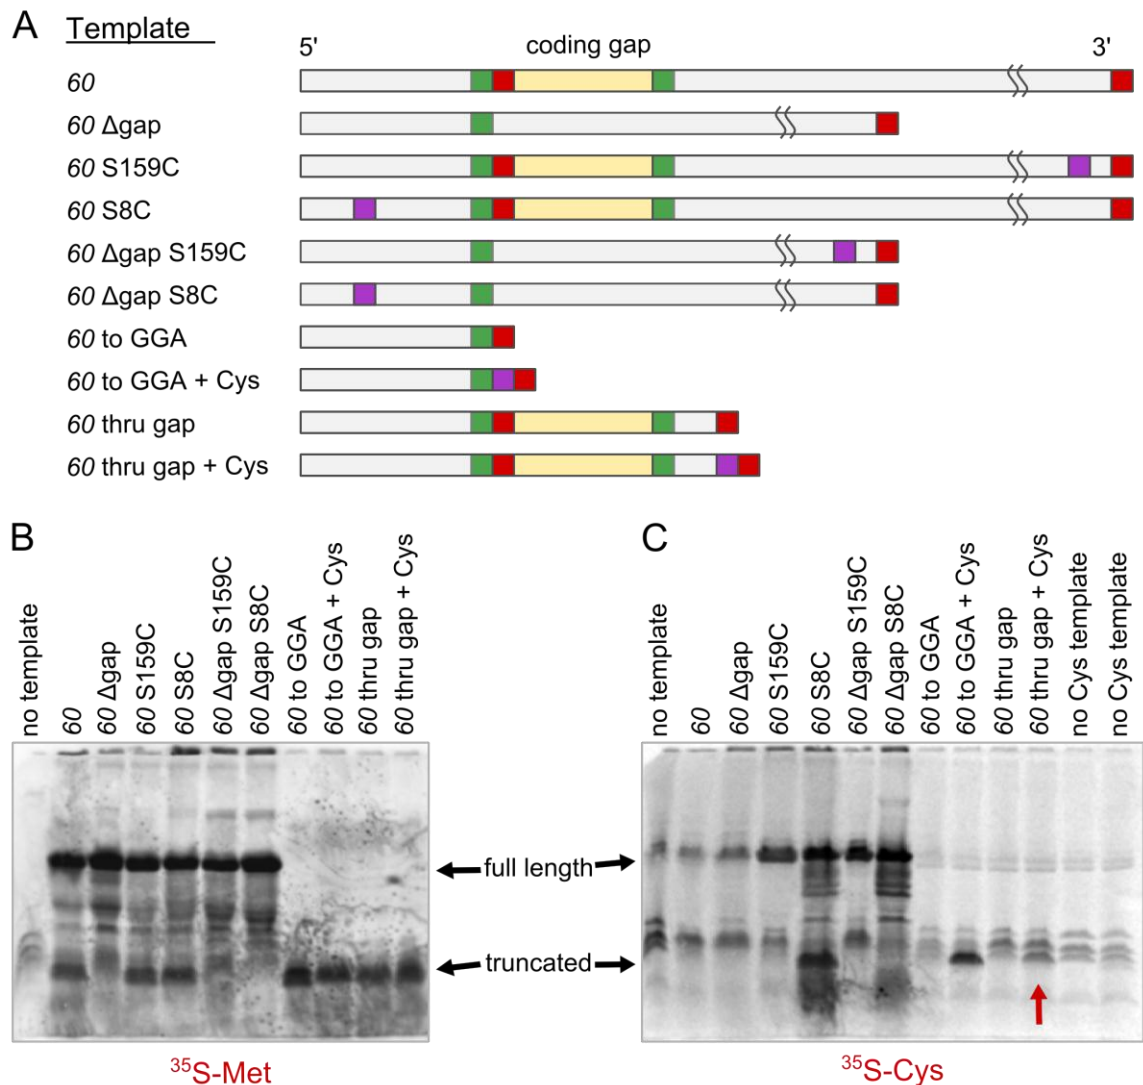 A
Template
5'
coding gap
3'
60
60 Δgap
60 S159C
60 S8C
60 Δgap S159C
60 Δgap S8C
60 to GGA
60 to GGA + Cys
60 thru gap
60 thru gap + Cys
B
no template
60
60 Δgap
60 S159C
60 S8C
60 Δgap S159C
60 Δgap S8C
60 to GGA
60 to GGA + Cys
60 thru gap
60 thru gap + Cys
full length
truncated
³⁵S-Met
C
no template
60
60 Δgap
60 S159C
60 S8C
60 Δgap S159C
60 Δgap S8C
60 to GGA
60 to GGA + Cys
60 thru gap
60 thru gap + Cys
no Cys template
no Cys template
³⁵S-Cys